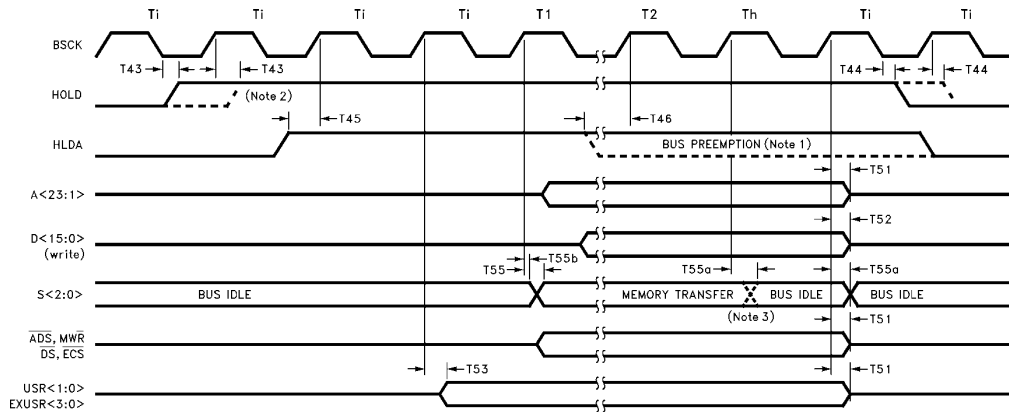 Ti Ti Ti Ti T1 T2 Th Ti Ti
BSCK
T43 T43 T44 T44
HOLD (Note 2)
T45 T46
HLDA BUS PREEMPTION (Note 1)
T51
A<23:1>
T52
D<15:0>
(write)
T55b
T55 T55a T55a
S<2:0> BUS IDLE MEMORY TRANSFER BUS IDLE BUS IDLE
(Note 3)
T51
ADS, MWR
DS, ECS
T53 T51
USR<1:0>
EXUSR<3:0>